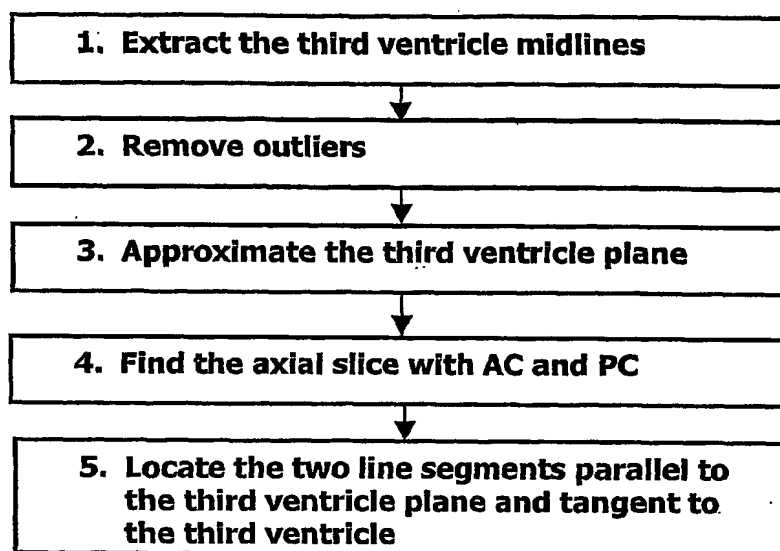 1. Extract the third ventricle midlines
2. Remove outliers
3. Approximate the third ventricle plane
4. Find the axial slice with AC and PC
5. Locate the two line segments parallel to
the third ventricle plane and tangent to
the third ventricle